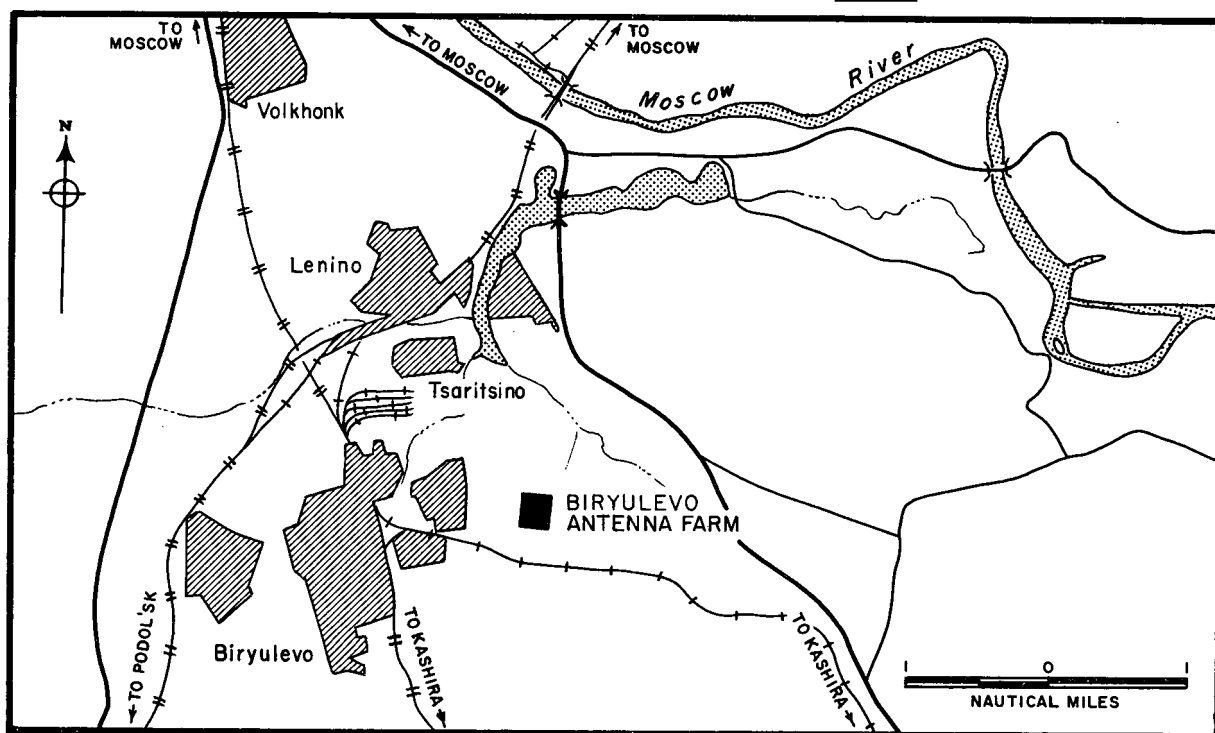 TO
MOSCOW
TO MOSCOW
TO
MOSCOW
Moscow River
Volkhonk
N
Lenino
Tsaritsino
BIRYULEVO
ANTENNA FARM
Biryulevo
TO PODOL'SK
TO KASHIRA
TO KASHIRA
1 0 1
NAUTICAL MILES